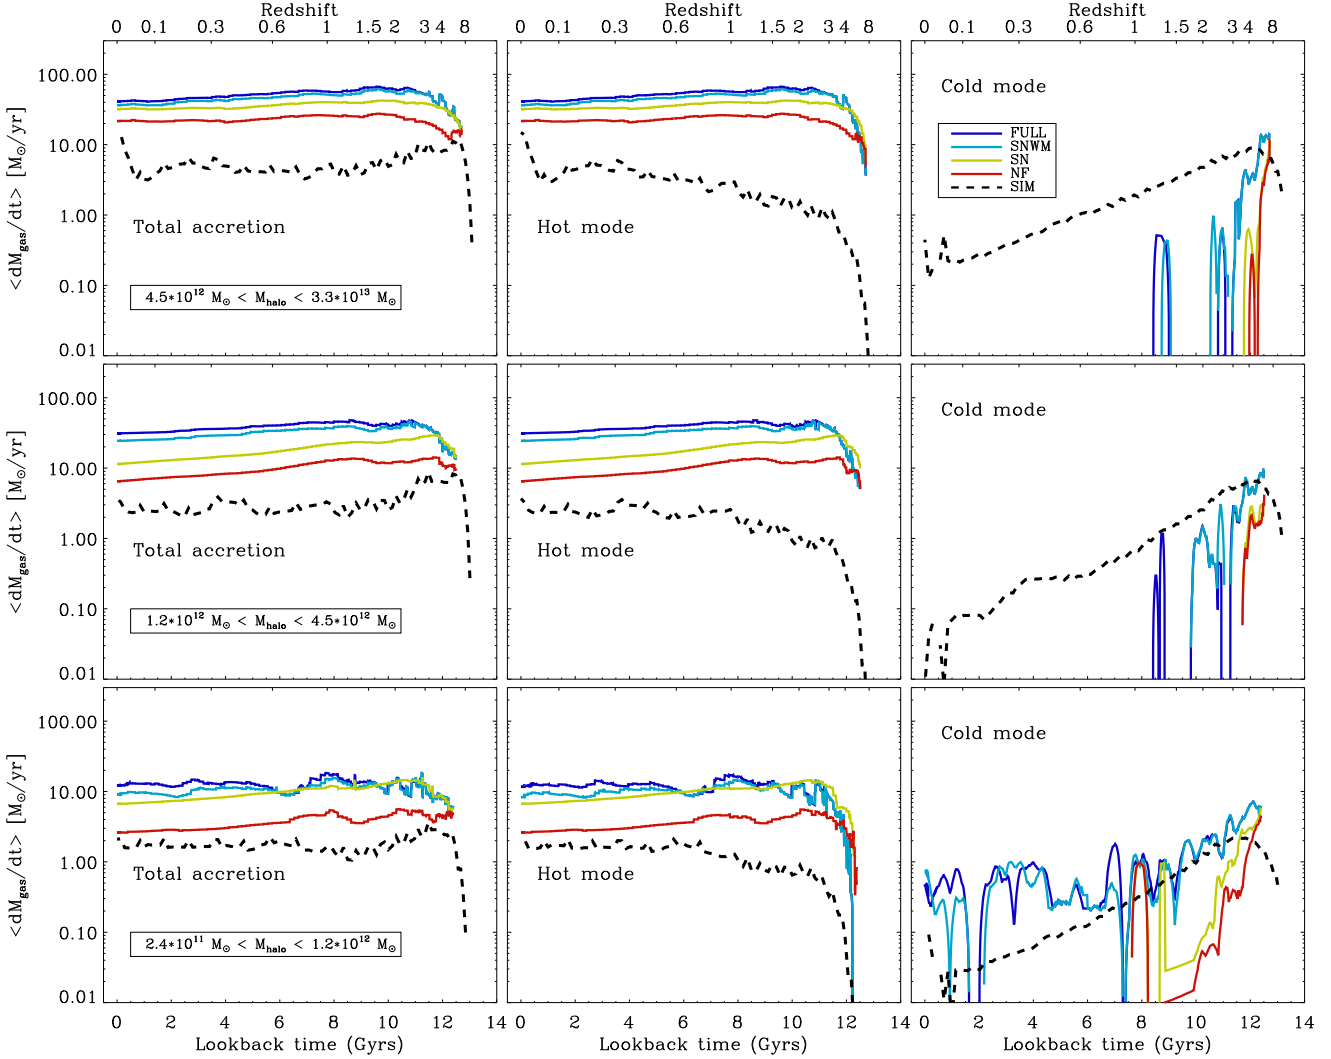 Redshift Redshift Redshift
0 0.1 0.3 0.6 1 1.5 2 3 4 8 0 0.1 0.3 0.6 1 1.5 2 3 4 8 0 0.1 0.3 0.6 1 1.5 2 3 4 8
<dM_gas/dt> [M⊙/yr]
100.00
10.00
1.00
0.10
0.01
Total accretion
4.5*10^12 M⊙ < M_halo < 3.3*10^13 M⊙
Hot mode
Cold mode
FULL
SNWM
SN
NF
SIM
<dM_gas/dt> [M⊙/yr]
100.00
10.00
1.00
0.10
0.01
Total accretion
1.2*10^12 M⊙ < M_halo < 4.5*10^12 M⊙
Hot mode
Cold mode
<dM_gas/dt> [M⊙/yr]
100.00
10.00
1.00
0.10
0.01
Total accretion
2.4*10^11 M⊙ < M_halo < 1.2*10^12 M⊙
Hot mode
Cold mode
0 2 4 6 8 10 12 14 0 2 4 6 8 10 12 14 0 2 4 6 8 10 12 14
Lookback time (Gyrs) Lookback time (Gyrs) Lookback time (Gyrs)